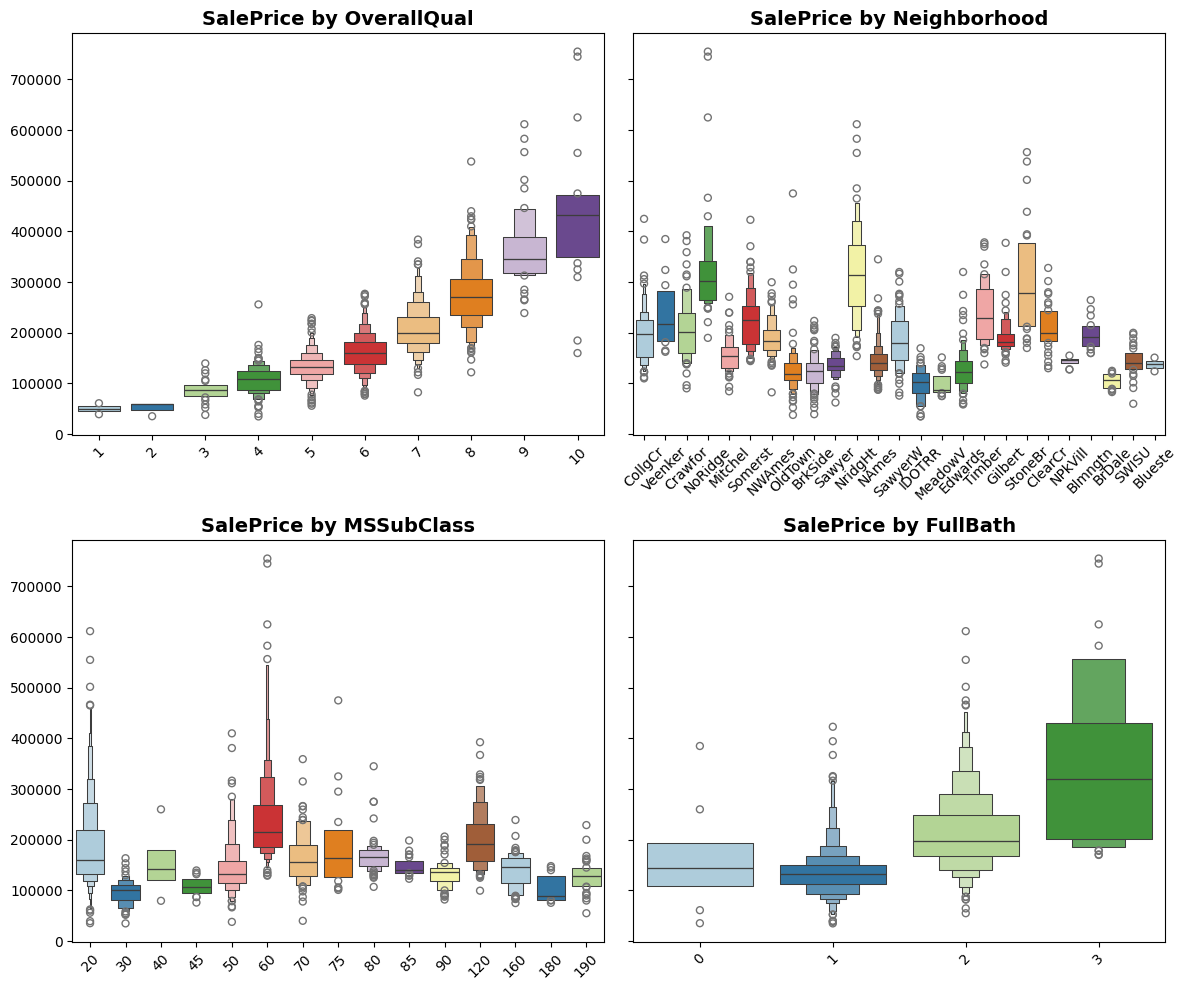 SalePrice by OverallQual
700000
600000
500000
400000
300000
200000
100000
0
1 2 3 4 5 6 7 8 9 10
SalePrice by Neighborhood
CollgCr Veenker Crawfor NoRidge Mitchel Somerst NWAmes OldTown BrkSide Sawyer NridgHt NAmes SawyerW IDOTRR MeadowV Edwards Timber Gilbert StoneBr ClearCr NPkVill Blmngtn BrDale SWISU Blueste
SalePrice by MSSubClass
700000
600000
500000
400000
300000
200000
100000
0
20 30 40 45 50 60 70 75 80 85 90 120 160 180 190
SalePrice by FullBath
0 1 2 3